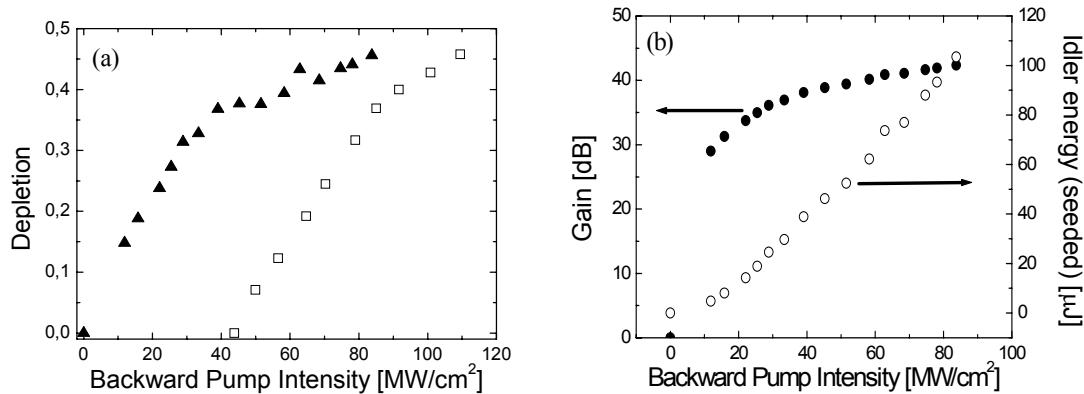 (a)
Depletion
0,5
0,4
0,3
0,2
0,1
0,0
0 20 40 60 80 100 120
Backward Pump Intensity [MW/cm²]
(b)
Gain [dB]
50
40
30
20
10
0
120
100
80
60
40
20
0
Idler energy (seeded) [µJ]
0 20 40 60 80 100
Backward Pump Intensity [MW/cm²]